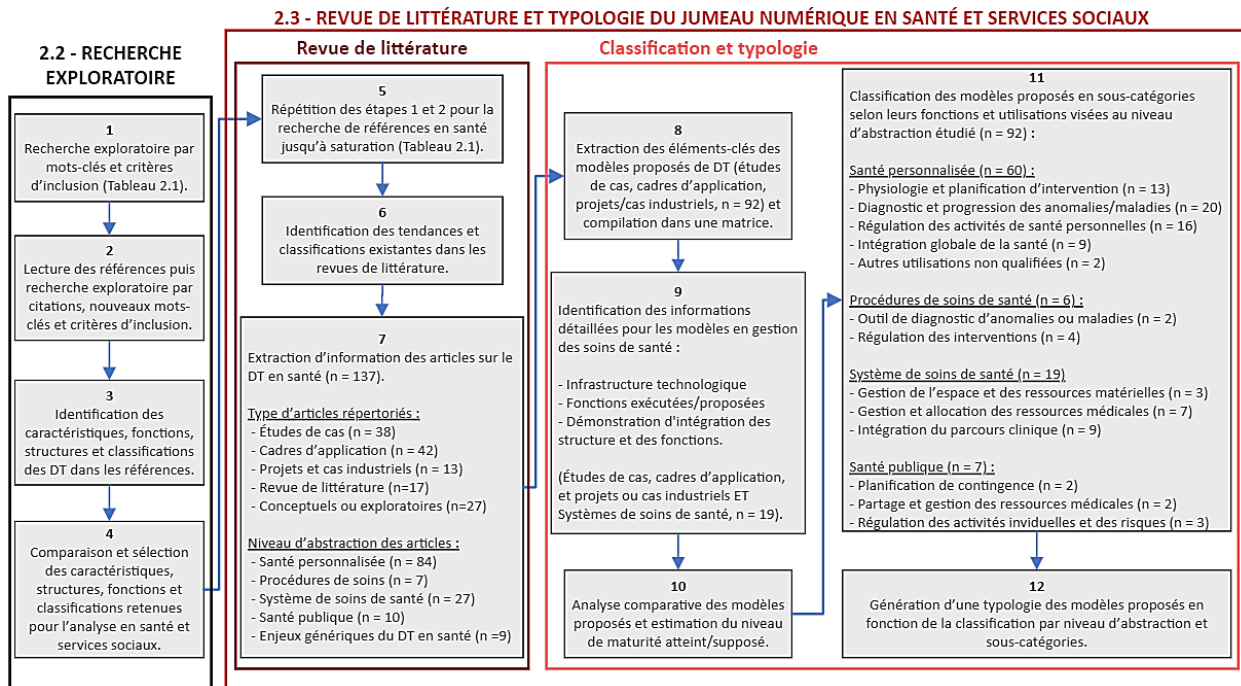 2.3 - REVUE DE LITTÉRATURE ET TYPOLOGIE DU JUMEAU NUMÉRIQUE EN SANTÉ ET SERVICES SOCIAUX
2.2 - RECHERCHE
EXPLORATOIRE
1
Recherche exploratoire par
mots-clés et critères
d'inclusion (Tableau 2.1).
2
Lecture des références puis
recherche exploratoire par
citations, nouveaux mots-
clés et critères d'inclusion.
3
Identification des
caractéristiques, fonctions,
structures et classifications
des DT dans les références.
4
Comparaison et sélection
des caractéristiques,
structures, fonctions et
classifications retenues
pour l'analyse en santé et
services sociaux.
Revue de littérature
5
Répétition des étapes 1 et 2 pour la
recherche de références en santé
jusqu'à saturation (Tableau 2.1).
6
Identification des tendances et
classifications existantes dans les
revues de littérature.
7
Extraction d'information des articles sur le
DT en santé (n = 137).
Type d'articles répertoriés :
- Études de cas (n = 38)
- Cadres d'application (n = 42)
- Projets et cas industriels (n = 13)
- Revue de littérature (n=17)
- Conceptuels ou exploratoires (n=27)
Niveau d'abstraction des articles :
- Santé personnalisée (n = 84)
- Procédures de soins (n = 7)
- Système de soins de santé (n = 27)
- Santé publique (n = 10)
- Enjeux génériques du DT en santé (n =9)
Classification et typologie
8
Extraction des éléments-clés des
modèles proposés de DT (études
de cas, cadres d'application,
projets/cas industriels, n = 92) et
compilation dans une matrice.
9
Identification des informations
détaillées pour les modèles en gestion
des soins de santé :
- Infrastructure technologique
- Fonctions exécutées/proposées
- Démonstration d'intégration des
structure et des fonctions.
(Études de cas, cadres d'application,
et projets ou cas industriels ET
Systèmes de soins de santé, n = 19).
10
Analyse comparative des modèles
proposés et estimation du niveau
de maturité atteint/supposé.
11
Classification des modèles proposés en sous-catégories
selon leurs fonctions et utilisations visées au niveau
d'abstraction étudié (n = 92) :
Santé personnalisée (n = 60) :
- Physiologie et planification d'intervention (n = 13)
- Diagnostic et progression des anomalies/maladies (n = 20)
- Régulation des activités de santé personnelles (n = 16)
- Intégration globale de la santé (n = 9)
- Autres utilisations non qualifiées (n = 2)
Procédures de soins de santé (n = 6) :
- Outil de diagnostic d'anomalies ou maladies (n = 2)
- Régulation des interventions (n = 4)
Système de soins de santé (n = 19)
- Gestion de l'espace et des ressources matérielles (n = 3)
- Gestion et allocation des ressources médicales (n = 7)
- Intégration du parcours clinique (n = 9)
Santé publique (n = 7) :
- Planification de contingence (n = 2)
- Partage et gestion des ressources médicales (n = 2)
- Régulation des activités inviduelles et des risques (n = 3)
12
Génération d'une typologie des modèles proposés en
fonction de la classification par niveau d'abstraction et
sous-catégories.